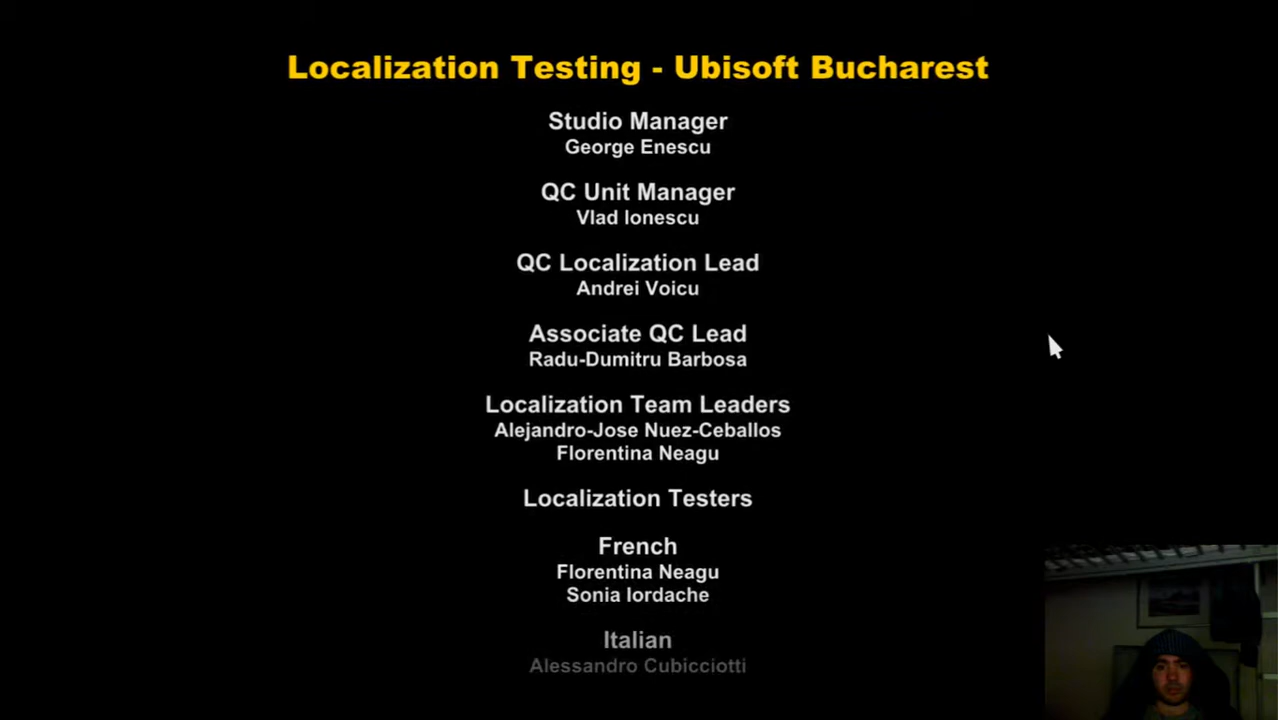 Localization Testing - Ubisoft Bucharest
Studio Manager
George Enescu
QC Unit Manager
Vlad Ionescu
QC Localization Lead
Andrei Voicu
Associate QC Lead
Radu-Dumitru Barbosa
Localization Team Leaders
Alejandro-Jose Nuez-Ceballos
Florentina Neagu
Localization Testers
French
Florentina Neagu
Sonia Iordache
Italian
Alessandro Cubicciotti